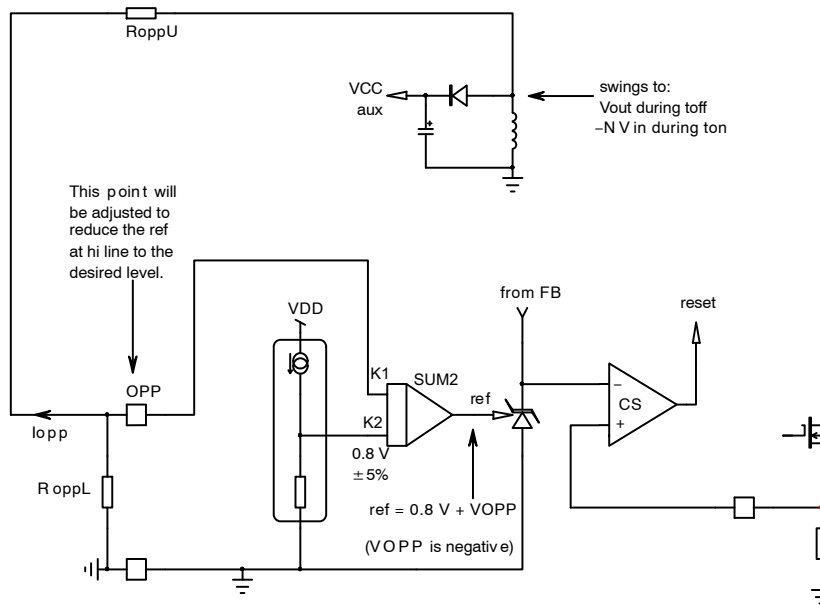 RoppU
VCC
aux
swings to:
Vout during toff
–N V in during ton
This point will
be adjusted to
reduce the ref
at hi line to the
desired level.
from FB
reset
VDD
OPP
K1
SUM2
ref
CS
K2
Iopp
0.8 V
±5%
RoppL
ref = 0.8 V + VOPP
(VOPP is negative)
+
−
+